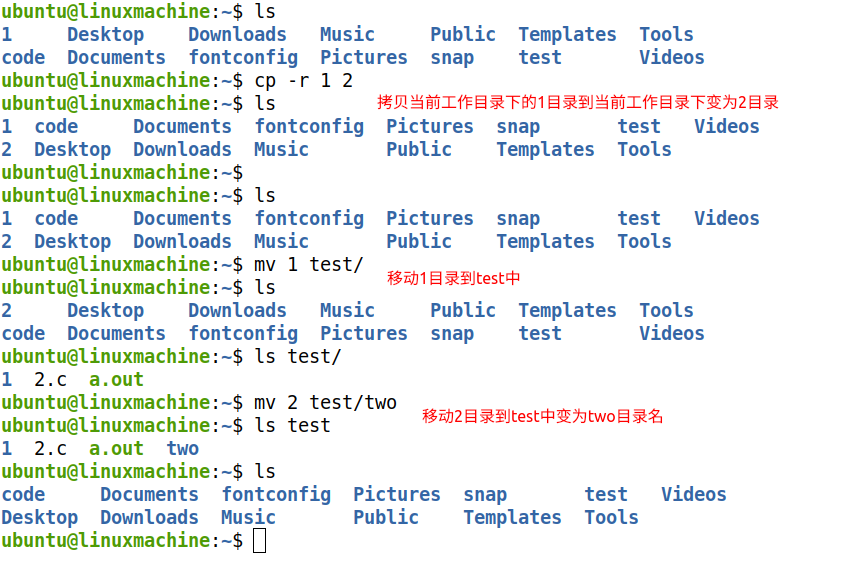 ubuntu@linuxmachine:~$ ls
1     Desktop    Downloads   Music     Public  Templates  Tools
code  Documents  fontconfig  Pictures  snap    test       Videos
ubuntu@linuxmachine:~$ cp -r 1 2
ubuntu@linuxmachine:~$ ls
拷贝当前工作目录下的1目录到当前工作目录下变为2目录
1  code     Documents  fontconfig  Pictures  snap       test   Videos
2  Desktop  Downloads  Music       Public    Templates  Tools
ubuntu@linuxmachine:~$
ubuntu@linuxmachine:~$ ls
1  code     Documents  fontconfig  Pictures  snap       test   Videos
2  Desktop  Downloads  Music       Public    Templates  Tools
ubuntu@linuxmachine:~$ mv 1 test/
移动1目录到test中
ubuntu@linuxmachine:~$ ls
2     Desktop    Downloads   Music     Public  Templates  Tools
code  Documents  fontconfig  Pictures  snap    test       Videos
ubuntu@linuxmachine:~$ ls test/
1  2.c  a.out
ubuntu@linuxmachine:~$ mv 2 test/two
移动2目录到test中变为two目录名
ubuntu@linuxmachine:~$ ls test
1  2.c  a.out  two
ubuntu@linuxmachine:~$ ls
code     Documents  fontconfig  Pictures  snap       test   Videos
Desktop  Downloads  Music       Public    Templates  Tools
ubuntu@linuxmachine:~$